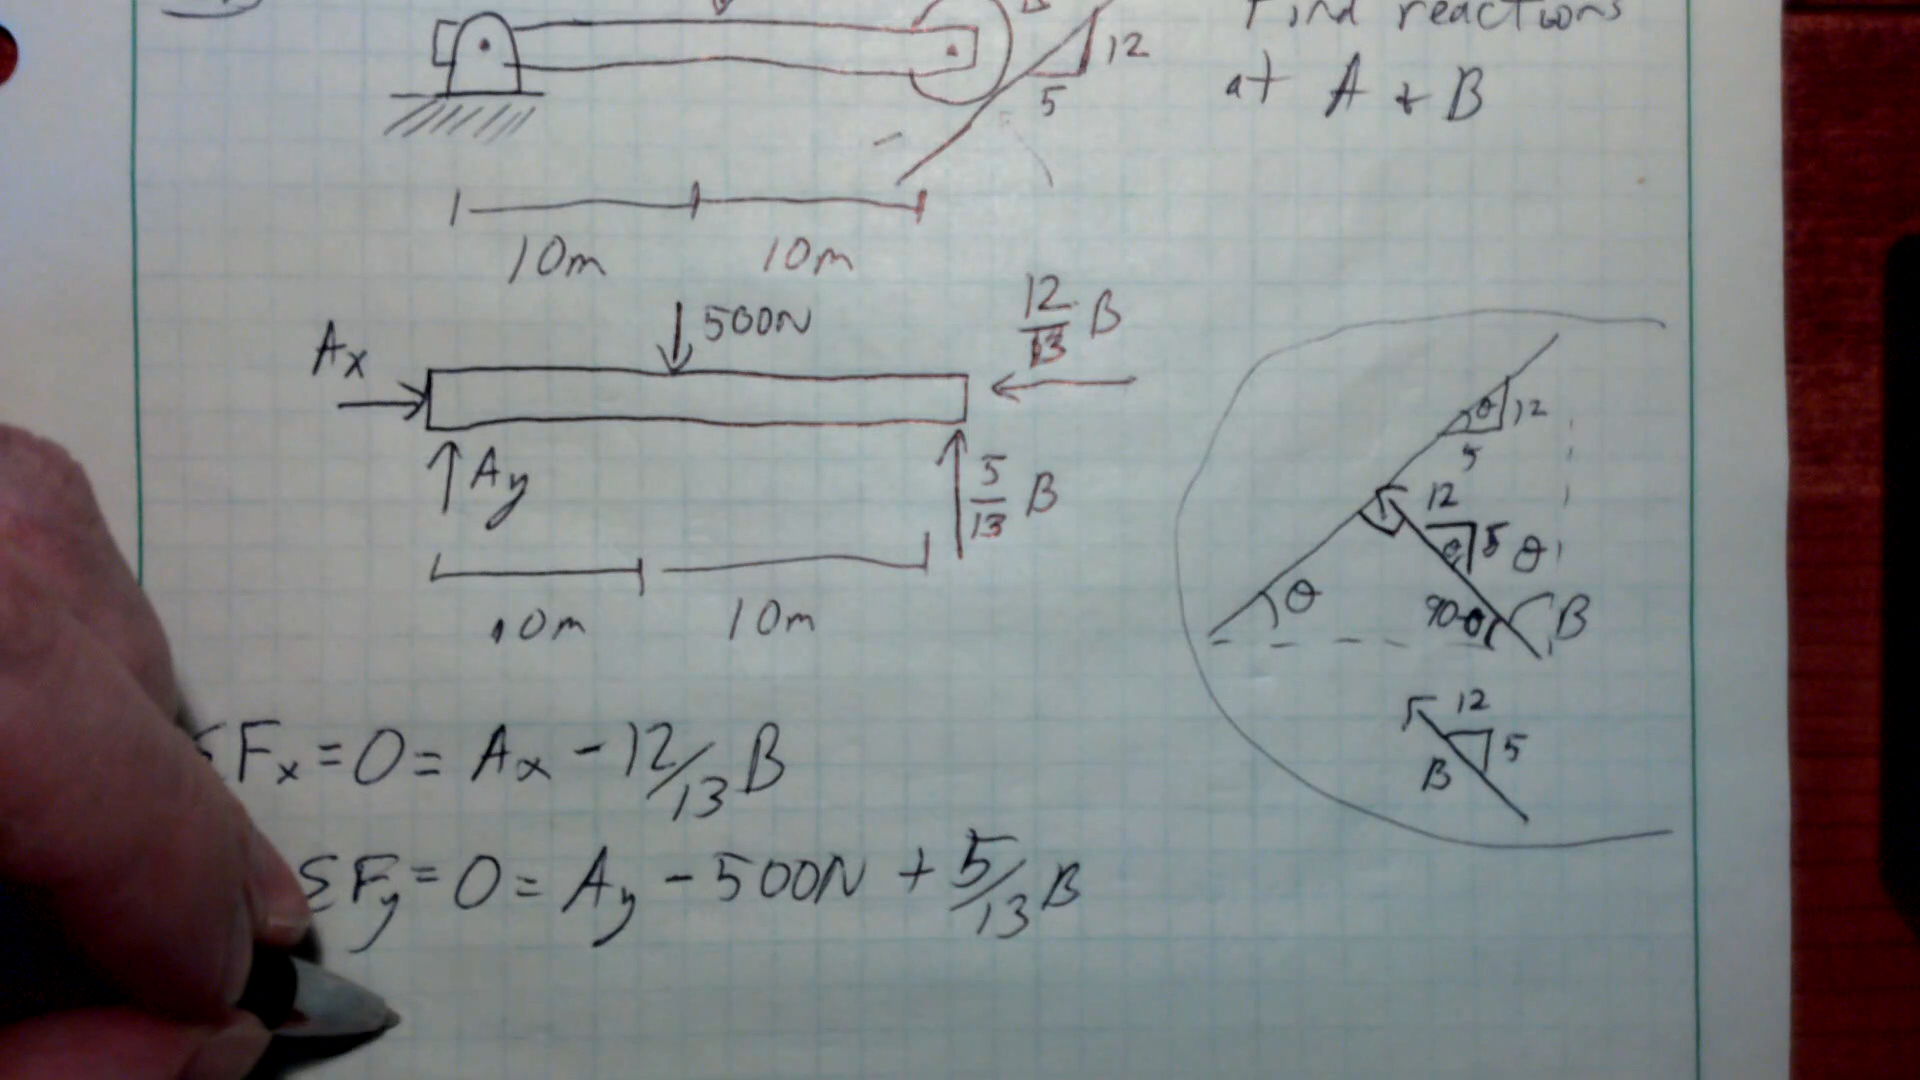 Find reactions
12
5
at A & B
10m 10m
500N
12/13 B
Ax
12
5
Ay
5/13 B
12
5 θ
θ
90-θ B
10m 10m
12
5
B
ΣFx = 0 = Ax - 12/13 B
ΣFy = 0 = Ay - 500N + 5/13 B